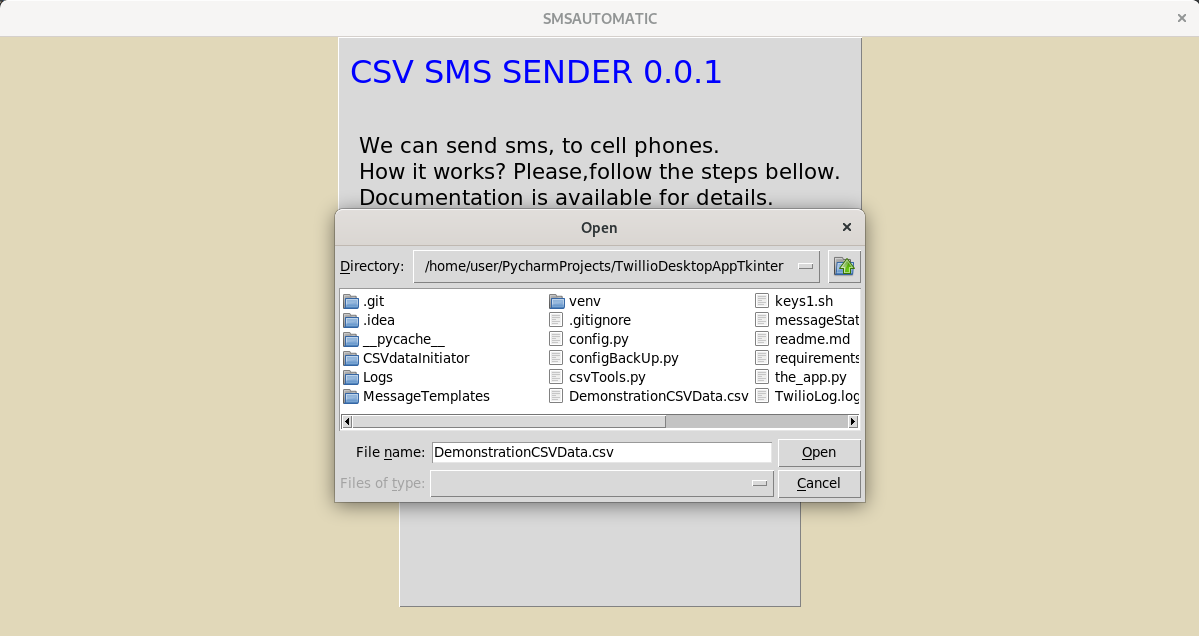 SMSAUTOMATIC
CSV SMS SENDER 0.0.1
We can send sms, to cell phones.
How it works? Please,follow the steps bellow.
Documentation is available for details.
Open
Directory: /home/user/PycharmProjects/TwillioDesktopAppTkinter
.git
.idea
__pycache__
CSVdataInitiator
Logs
MessageTemplates
venv
.gitignore
config.py
configBackUp.py
csvTools.py
DemonstrationCSVData.csv
keys1.sh
messageStat
readme.md
requirements
the_app.py
TwilioLog.log
File name: DemonstrationCSVData.csv Open
Files of type: Cancel